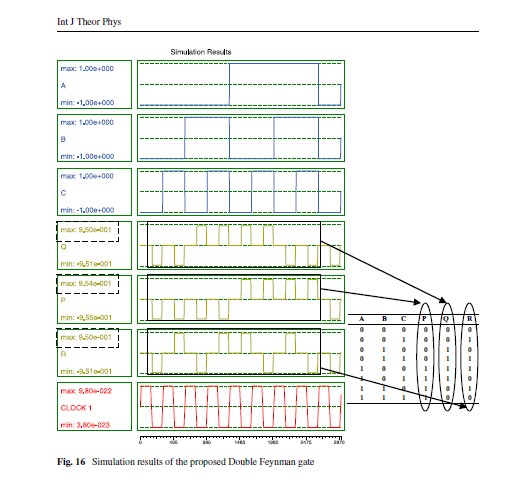 Int J Theor Phys
Simulation Results
max: 1.00e+000
A
min: -1.00e+000
max: 1.00e+000
B
min: -1.00e+000
max: 1.00e+000
C
min: -1.00e+000
max: 9.50e-001
Q
min: -9.51e-001
max: 9.54e-001
P
min: -9.55e-001
max: 9.50e-001
R
min: -9.51e-001
max: 9.80e-022
CLOCK 1
min: 3.80e-023
0 495 990 1485 1980 2475 2970
A B C P Q R
0 0 0 0 0 0
0 0 1 0 0 1
0 1 0 0 1 0
0 1 1 0 1 1
1 0 0 1 1 1
1 0 1 1 1 0
1 1 0 1 0 1
1 1 1 1 0 0
Fig. 16 Simulation results of the proposed Double Feynman gate